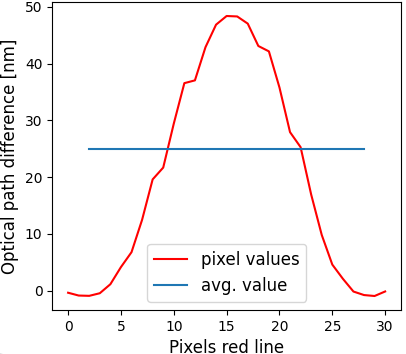 Optical path difference [nm]
50
40
30
20
10
0
pixel values
avg. value
0 5 10 15 20 25 30
Pixels red line